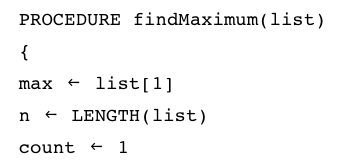 PROCEDURE findMaximum(list)
{
max ← list[1]
n ← LENGTH(list)
count ← 1